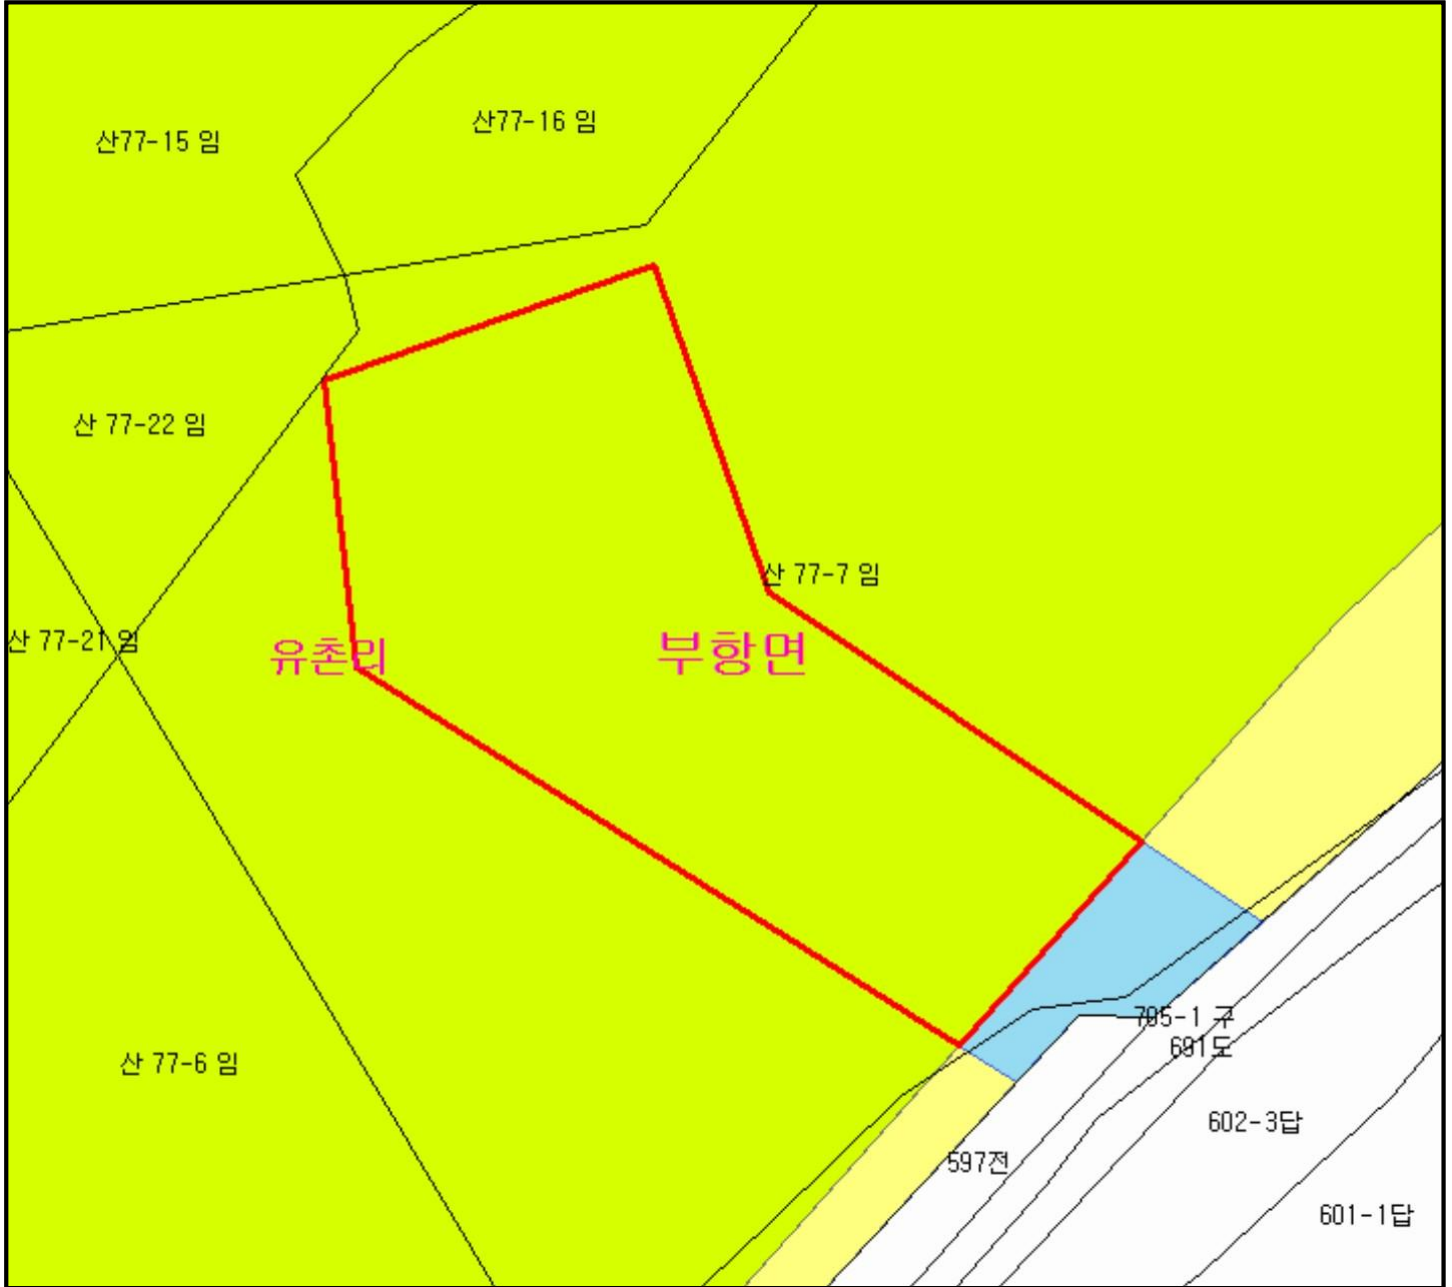 산77-16 임
산77-15 임
산 77-22 임
산 77-7 임
산 77-21 임
유촌리
부항면
705-1 구
691도
산 77-6 임
602-3답
597전
601-1답